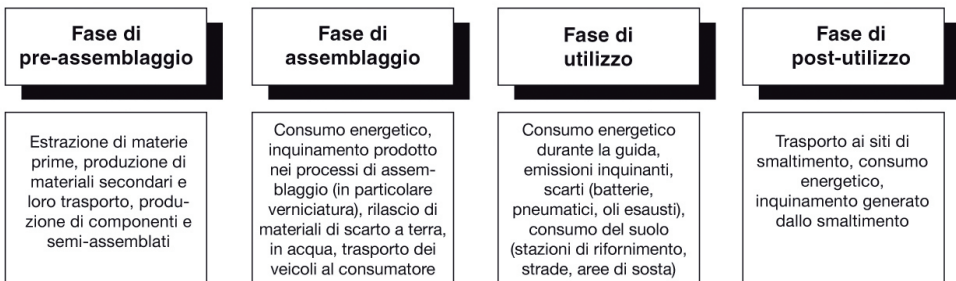 Fase di
pre-assemblaggio
Fase di
assemblaggio
Fase di
utilizzo
Fase di
post-utilizzo
Estrazione di materie
prime, produzione di
materiali secondari e
loro trasporto, produ-
zione di componenti e
semi-assemblati
Consumo energetico,
inquinamento prodotto
nei processi di assem-
blaggio (in particolare
verniciatura), rilascio di
materiali di scarto a terra,
in acqua, trasporto dei
veicoli al consumatore
Consumo energetico
durante la guida,
emissioni inquinanti,
scarti (batterie,
pneumatici, oli esausti),
consumo del suolo
(stazioni di rifornimento,
strade, aree di sosta)
Trasporto ai siti di
smaltimento, consumo
energetico,
inquinamento generato
dallo smaltimento